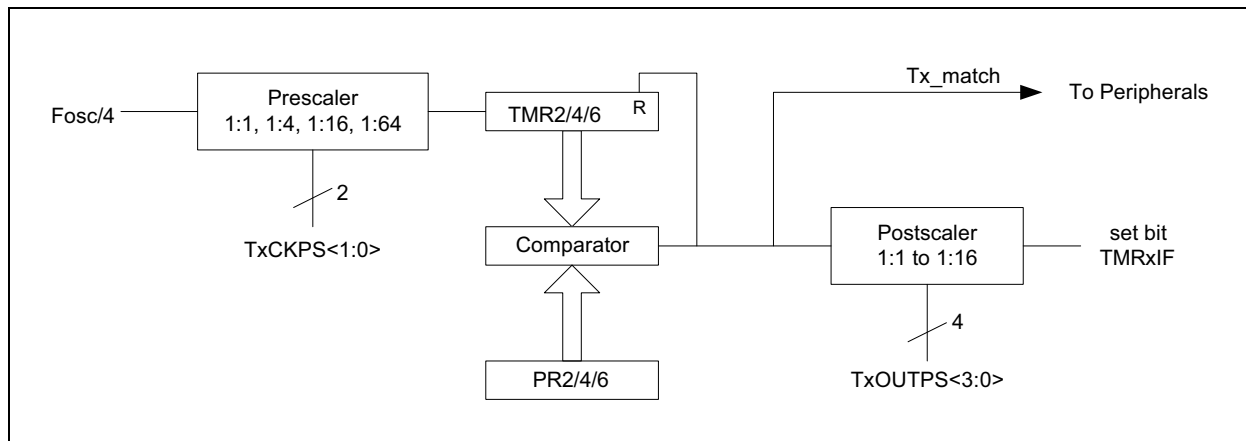 Fosc/4
Prescaler
1:1, 1:4, 1:16, 1:64
2
TxCKPS<1:0>
TMR2/4/6
R
Comparator
PR2/4/6
Tx_match
To Peripherals
Postscaler
1:1 to 1:16
4
TxOUTPS<3:0>
set bit
TMRxIF